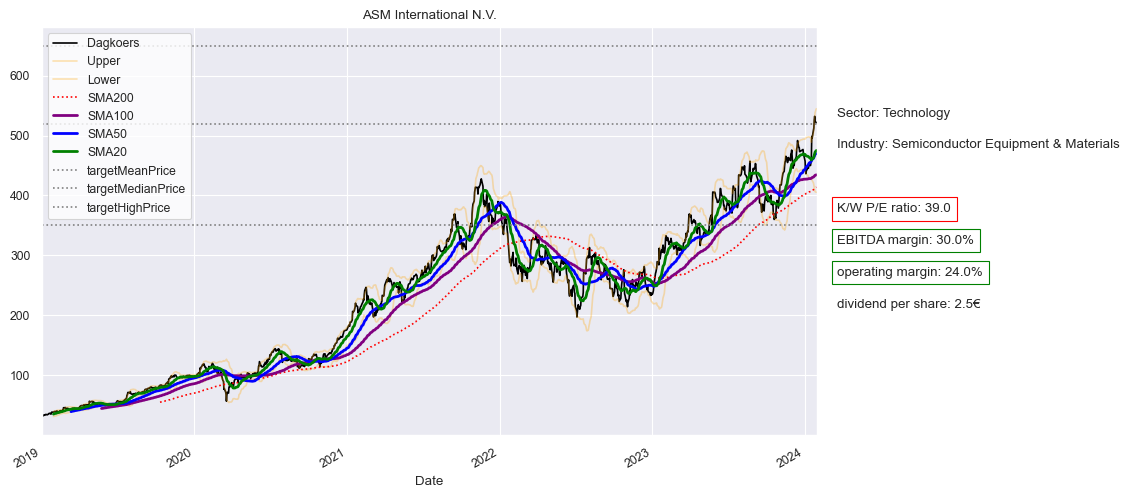 ASM International N.V.
Dagkoers
Upper
Lower
SMA200
SMA100
SMA50
SMA20
targetMeanPrice
targetMedianPrice
targetHighPrice
600
500
400
300
200
100
2019
2020
2021
2022
2023
2024
Date
Sector: Technology
Industry: Semiconductor Equipment & Materials
K/W P/E ratio: 39.0
EBITDA margin: 30.0%
operating margin: 24.0%
dividend per share: 2.5€